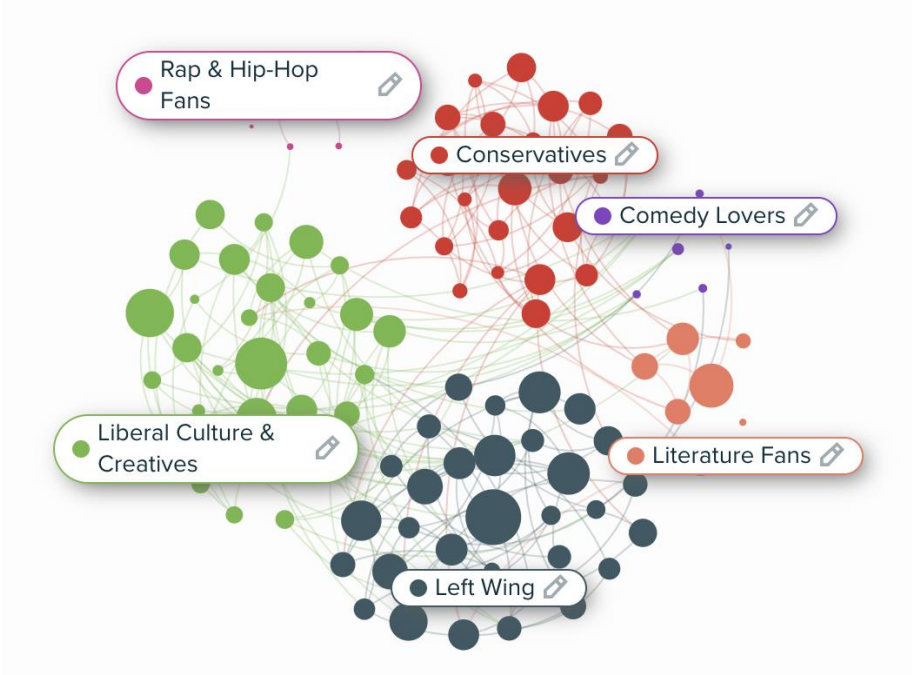 Rap & Hip-Hop
Fans
Conservatives
Comedy Lovers
Liberal Culture &
Creatives
Literature Fans
Left Wing